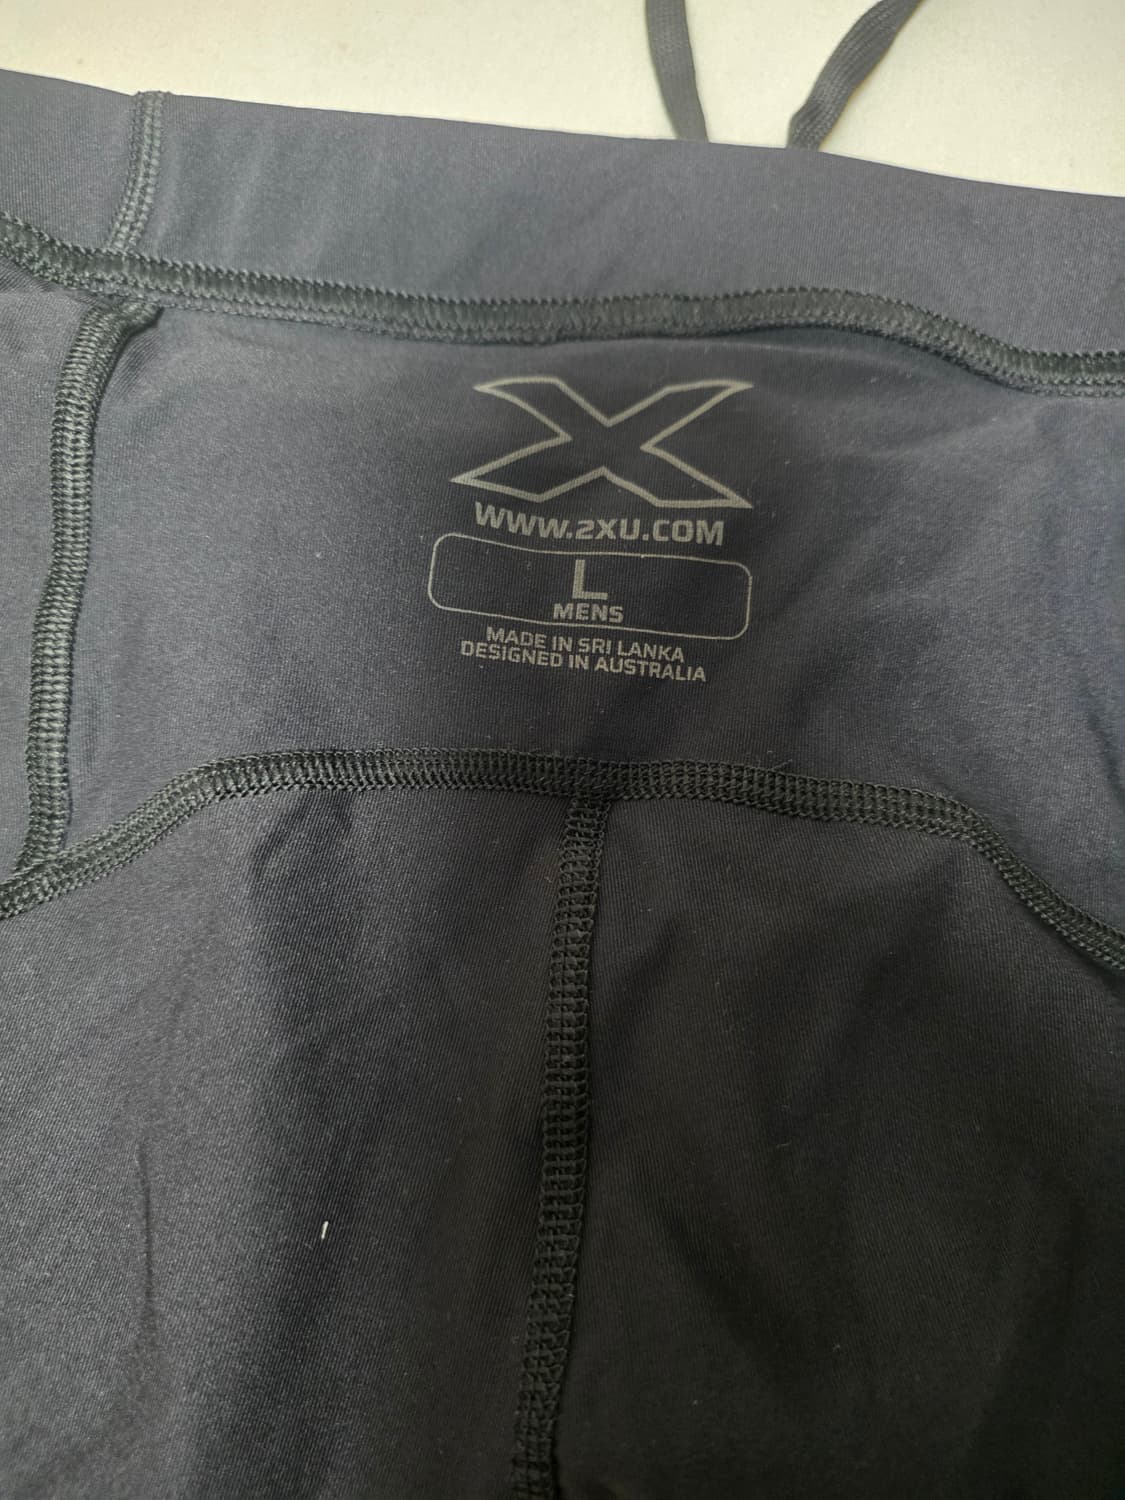 X
WWW.2XU.COM
L
MENS
MADE IN SRI LANKA
DESIGNED IN AUSTRALIA